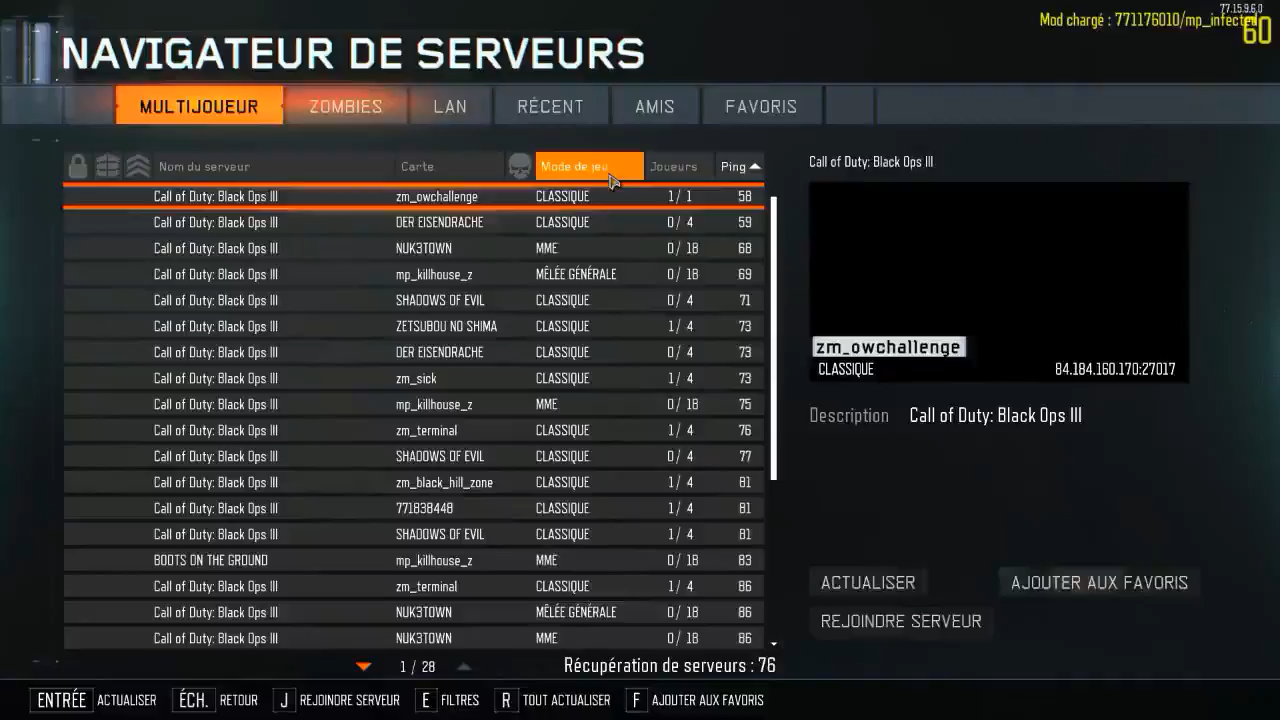 77.15.9.6.0
Mod chargé : 771176010/mp_infected
60
NAVIGATEUR DE SERVEURS
MULTIJOUEUR ZOMBIES LAN RÉCENT AMIS FAVORIS
Nom du serveur Carte Mode de jeu Joueurs Ping
Call of Duty: Black Ops III zm_owchallenge CLASSIQUE 1/ 1 58
Call of Duty: Black Ops III DER EISENDRACHE CLASSIQUE 0/ 4 59
Call of Duty: Black Ops III NUK3TOWN MME 0/ 18 68
Call of Duty: Black Ops III mp_killhouse_z MÊLÉE GÉNÉRALE 0/ 18 69
Call of Duty: Black Ops III SHADOWS OF EVIL CLASSIQUE 0/ 4 71
Call of Duty: Black Ops III ZETSUBOU NO SHIMA CLASSIQUE 1/ 4 73
Call of Duty: Black Ops III DER EISENDRACHE CLASSIQUE 0/ 4 73
Call of Duty: Black Ops III zm_sick CLASSIQUE 1/ 4 73
Call of Duty: Black Ops III mp_killhouse_z MME 0/ 18 75
Call of Duty: Black Ops III zm_terminal CLASSIQUE 1/ 4 76
Call of Duty: Black Ops III SHADOWS OF EVIL CLASSIQUE 0/ 4 77
Call of Duty: Black Ops III zm_black_hill_zone CLASSIQUE 1/ 4 81
Call of Duty: Black Ops III 771838448 CLASSIQUE 1/ 4 81
Call of Duty: Black Ops III SHADOWS OF EVIL CLASSIQUE 1/ 4 81
BOOTS ON THE GROUND mp_killhouse_z MME 0/ 18 83
Call of Duty: Black Ops III zm_terminal CLASSIQUE 1/ 4 86
Call of Duty: Black Ops III NUK3TOWN MÊLÉE GÉNÉRALE 0/ 18 86
Call of Duty: Black Ops III NUK3TOWN MME 0/ 18 86
1 / 28 Récupération de serveurs : 76
Call of Duty: Black Ops III
zm_owchallenge
CLASSIQUE 84.184.160.170:27017
Description Call of Duty: Black Ops III
ACTUALISER AJOUTER AUX FAVORIS
REJOINDRE SERVEUR
ENTRÉE ACTUALISER ÉCH. RETOUR J REJOINDRE SERVEUR E FILTRES R TOUT ACTUALISER F AJOUTER AUX FAVORIS